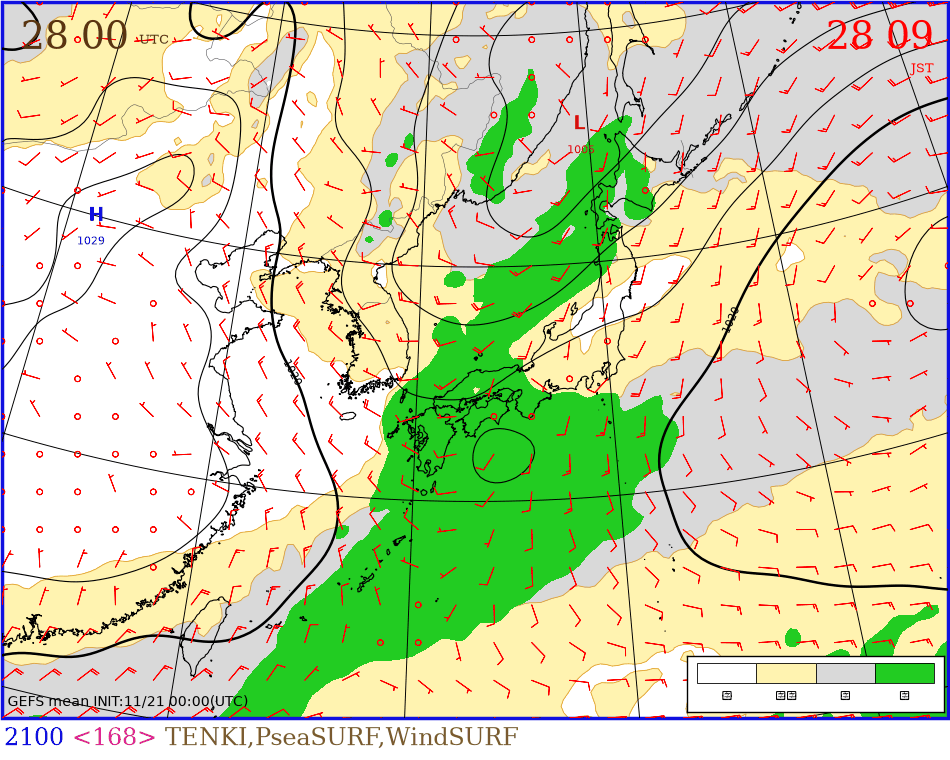 28 00 UTC
28 09
JST
L
1006
H
1029
1020
1020
GEFS mean INIT:11/21 00:00(UTC)
2100 <168> TENKI,PseaSURF,WindSURF